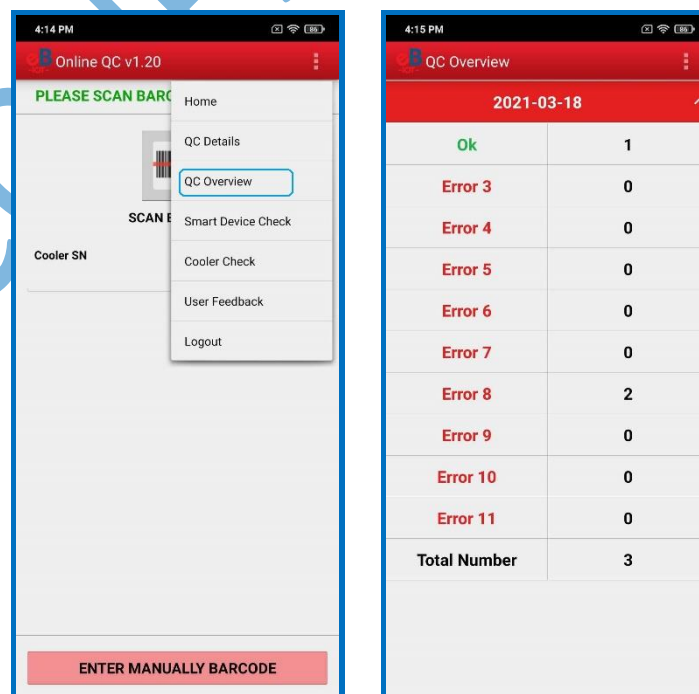 4:14 PM
86
Online QC v1.20
PLEASE SCAN
Home
QC Details
QC Overview
Smart Device Check
Cooler Check
User Feedback
Logout
SCAN
Cooler SN
ENTER MANUALLY BARCODE
4:15 PM
86
QC Overview
2021-03-18
Ok 1
Error 3 0
Error 4 0
Error 5 0
Error 6 0
Error 7 0
Error 8 2
Error 9 0
Error 10 0
Error 11 0
Total Number 3